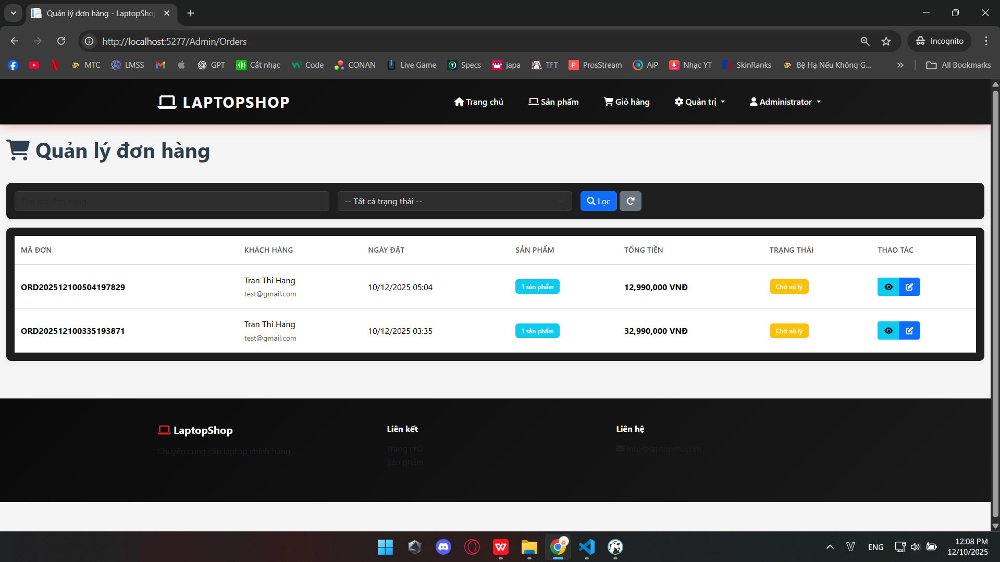 Quản lý đơn hàng - LaptopShop
http://localhost:5277/Admin/Orders
Incognito
MTC
LMSS
GPT
Cắt nhạc
Code
CONAN
Live Game
Specs
japa
TFT
ProsStream
AiP
Nhạc YT
SkinRanks
Bệ Hạ Nếu Không G...
All Bookmarks
LAPTOPSHOP
Trang chủ
Sản phẩm
Giỏ hàng
Quản trị
Administrator
Quản lý đơn hàng
Tìm mã đơn hàng...
-- Tất cả trạng thái --
Lọc
MÃ ĐƠN KHÁCH HÀNG NGÀY ĐẶT SẢN PHẨM TỔNG TIỀN TRẠNG THÁI THAO TÁC
ORD202512100504197829 Tran Thi Hang 10/12/2025 05:04 1 sản phẩm 12,990,000 VNĐ Chờ xử lý
test@gmail.com
ORD202512100335193871 Tran Thi Hang 10/12/2025 03:35 1 sản phẩm 32,990,000 VNĐ Chờ xử lý
test@gmail.com
LaptopShop
Chuyên cung cấp laptop chính hãng
Liên kết
Trang chủ
Sản phẩm
Liên hệ
info@laptopshop.vn
ENG
12:08 PM
12/10/2025